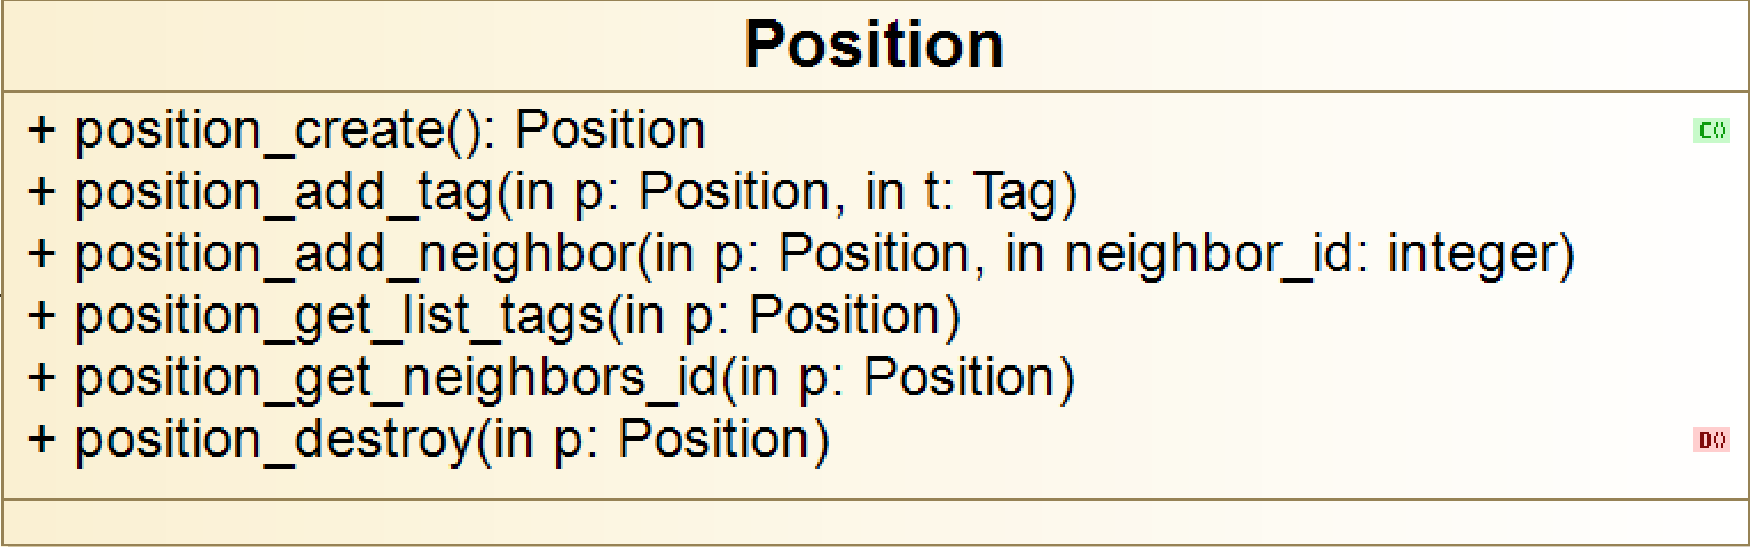 Position
+ position_create(): Position C()
+ position_add_tag(in p: Position, in t: Tag)
+ position_add_neighbor(in p: Position, in neighbor_id: integer)
+ position_get_list_tags(in p: Position)
+ position_get_neighbors_id(in p: Position)
+ position_destroy(in p: Position) D()